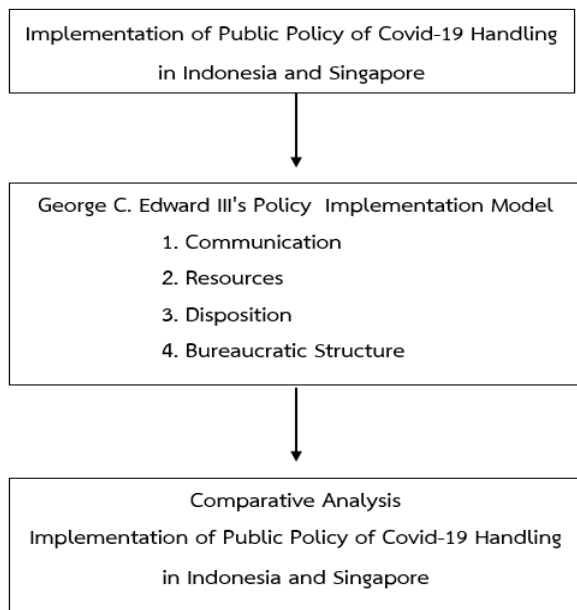 Implementation of Public Policy of Covid-19 Handling
in Indonesia and Singapore
George C. Edward III's Policy Implementation Model
1. Communication
2. Resources
3. Disposition
4. Bureaucratic Structure
Comparative Analysis
Implementation of Public Policy of Covid-19 Handling
in Indonesia and Singapore